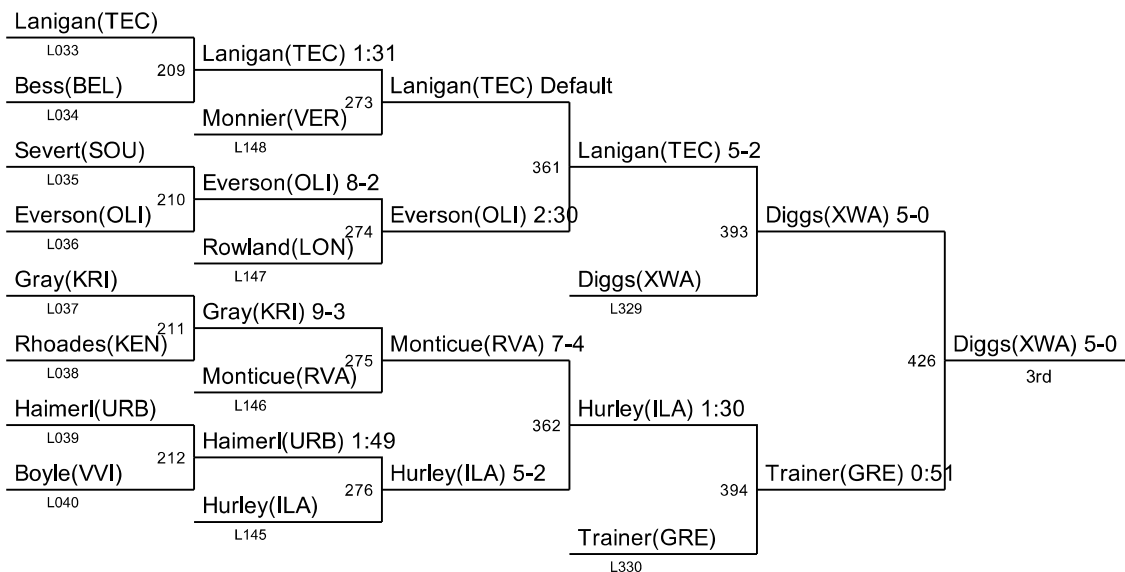 Lanigan(TEC)
L033
209
Bess(BEL)
L034
Lanigan(TEC) 1:31
273
Monnier(VER)
L148
Lanigan(TEC) Default
Severt(SOU)
L035
210
Everson(OLI)
L036
Everson(OLI) 8-2
274
Rowland(LON)
L147
Everson(OLI) 2:30
361
Lanigan(TEC) 5-2
393
Diggs(XWA)
L329
Diggs(XWA) 5-0
Gray(KRI)
L037
211
Rhoades(KEN)
L038
Gray(KRI) 9-3
275
Monticue(RVA)
L146
Monticue(RVA) 7-4
Haimerl(URB)
L039
212
Boyle(VVI)
L040
Haimerl(URB) 1:49
276
Hurley(ILA)
L145
Hurley(ILA) 5-2
362
Hurley(ILA) 1:30
394
Trainer(GRE)
L330
Trainer(GRE) 0:51
426
Diggs(XWA) 5-0
3rd